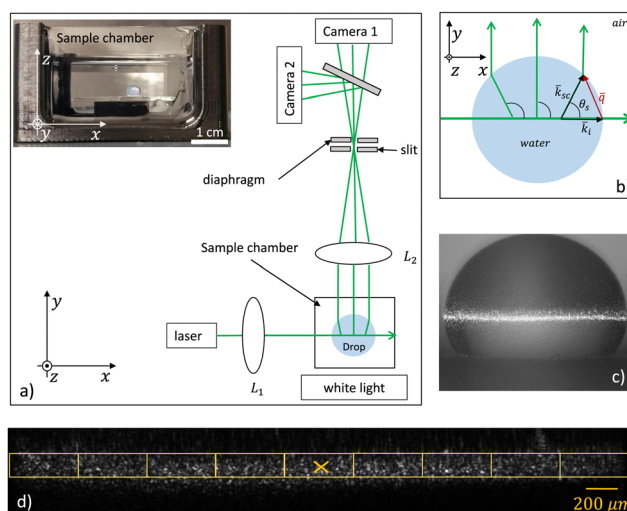 Sample chamber
z
y
x
1 cm
Camera 1
Camera 2
diaphragm
slit
Sample chamber
L₂
y
z
x
laser
L₁
Drop
white light
a)
air
y
z
x
k̄sc
q̄
θs
k̄i
water
b
c)
d)
200 μm